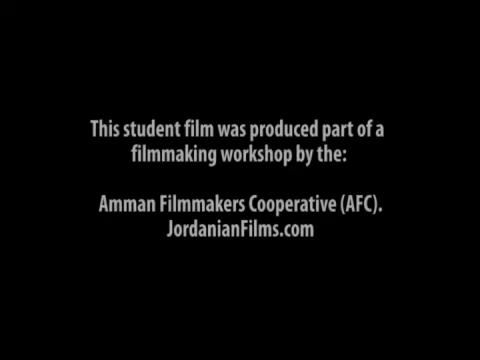 This student film was produced part of a
filmmaking workshop by the:
Amman Filmmakers Cooperative (AFC).
JordanianFilms.com